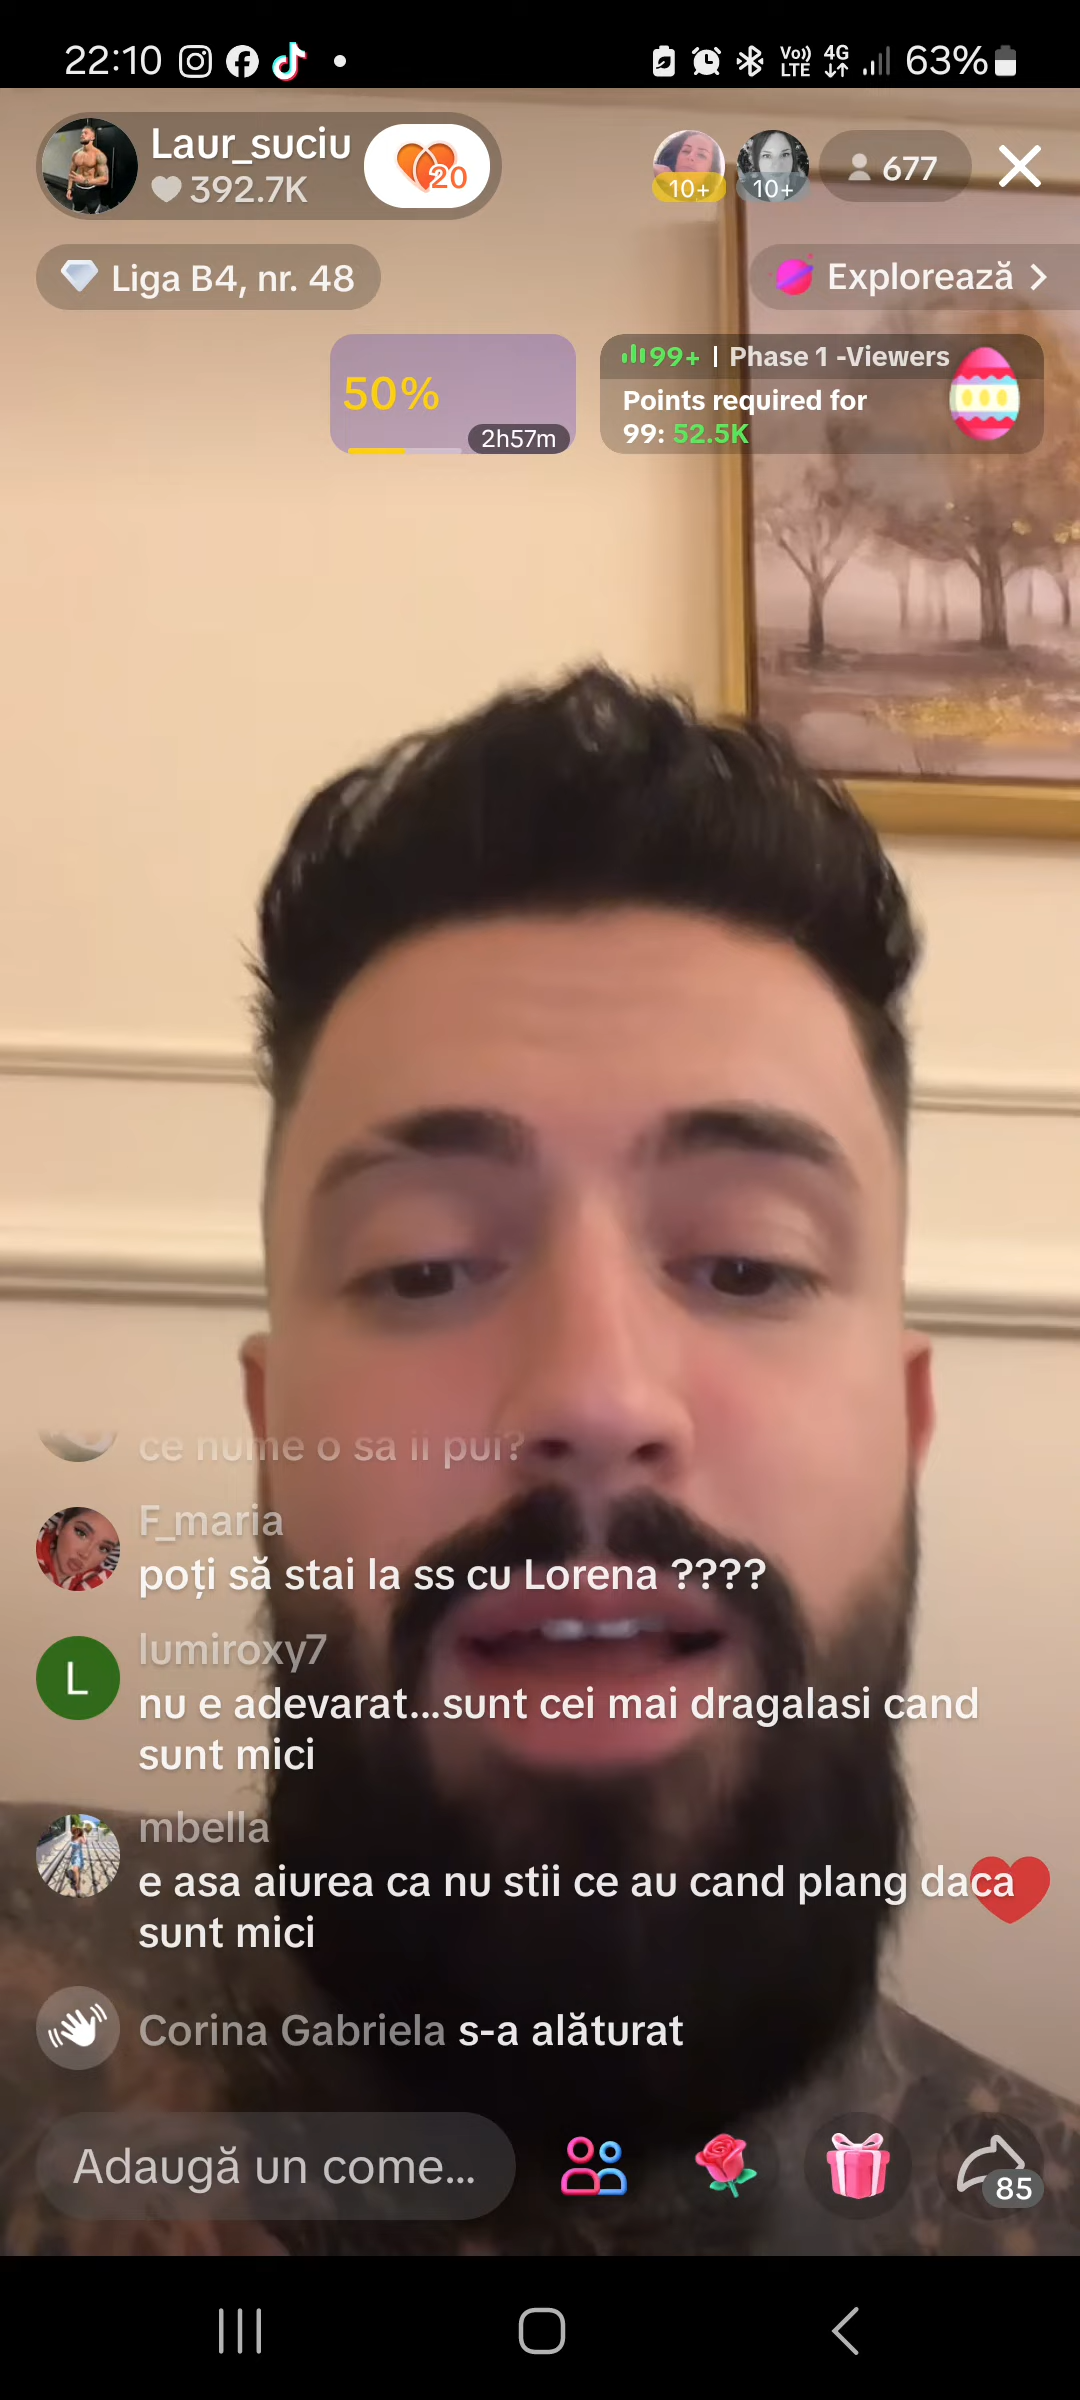 22:10
Vo))
LTE
4G
63%
Laur_suciu
392.7K
20
10+
10+
677
Liga B4, nr. 48
Explorează
50%
2h57m
99+ | Phase 1 -Viewers
Points required for
99: 52.5K
ce nume o sa ii pui?
F_maria
poți să stai la ss cu Lorena ????
L
lumiroxy7
nu e adevarat...sunt cei mai dragalasi cand
sunt mici
mbella
e asa aiurea ca nu stii ce au cand plang daca
sunt mici
Corina Gabriela s-a alăturat
Adaugă un come...
85